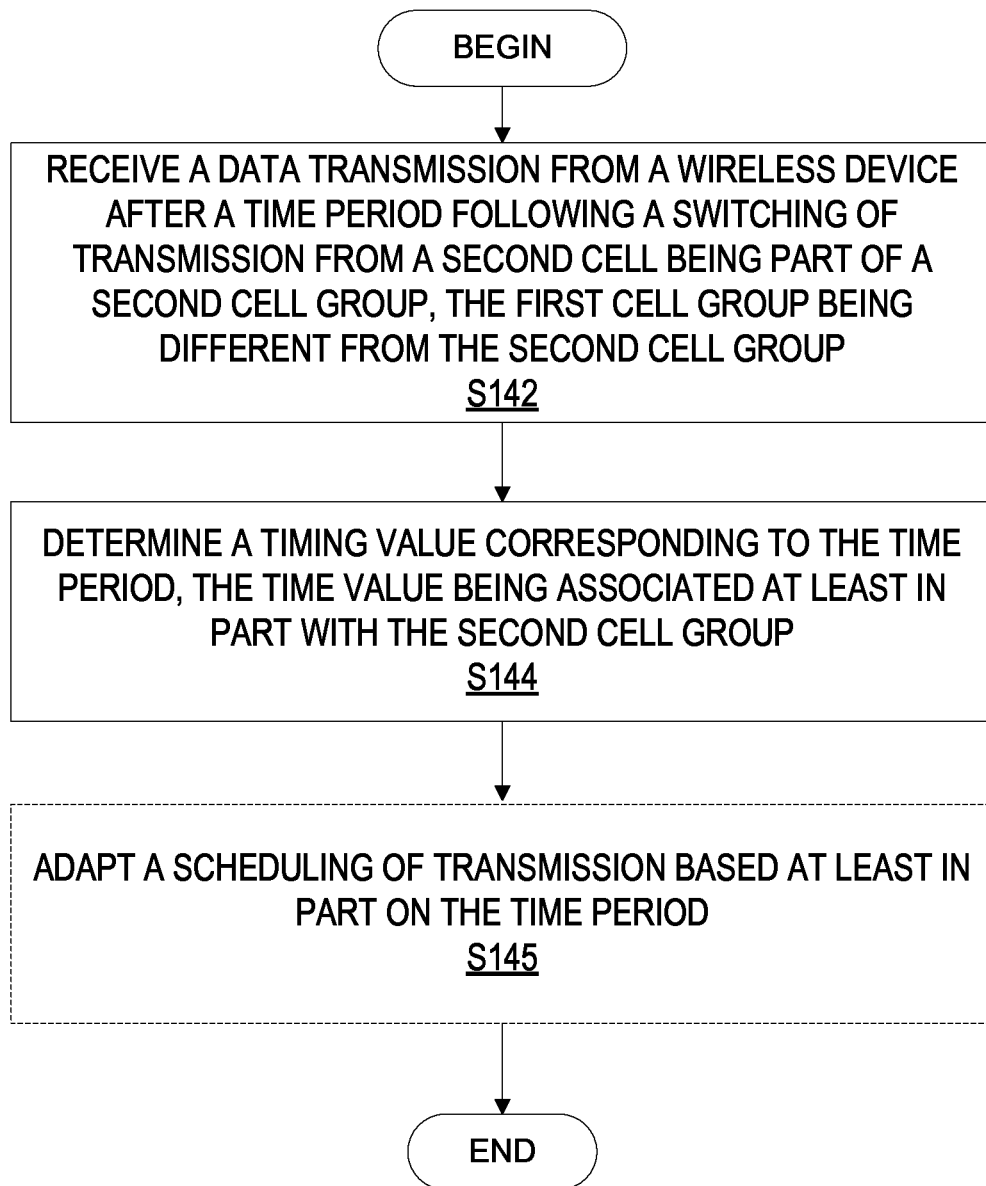 BEGIN
RECEIVE A DATA TRANSMISSION FROM A WIRELESS DEVICE
AFTER A TIME PERIOD FOLLOWING A SWITCHING OF
TRANSMISSION FROM A SECOND CELL BEING PART OF A
SECOND CELL GROUP, THE FIRST CELL GROUP BEING
DIFFERENT FROM THE SECOND CELL GROUP
S142
DETERMINE A TIMING VALUE CORRESPONDING TO THE TIME
PERIOD, THE TIME VALUE BEING ASSOCIATED AT LEAST IN
PART WITH THE SECOND CELL GROUP
S144
ADAPT A SCHEDULING OF TRANSMISSION BASED AT LEAST IN
PART ON THE TIME PERIOD
S145
END